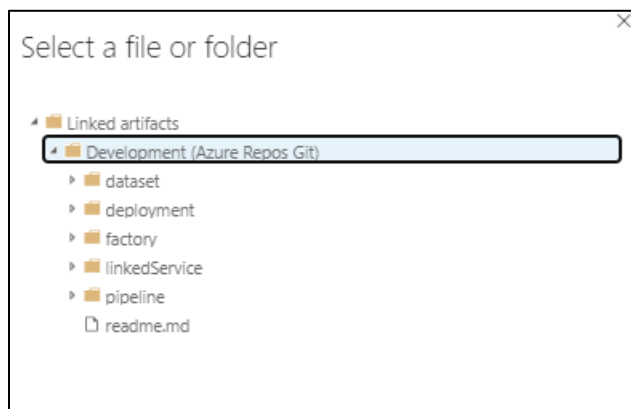 Select a file or folder
Linked artifacts
Development (Azure Repos Git)
dataset
deployment
factory
linkedService
pipeline
readme.md